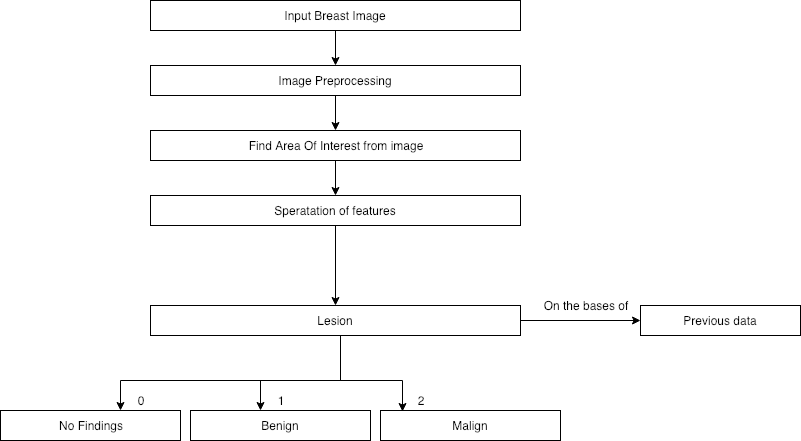 Input Breast Image
Image Preprocessing
Find Area Of Interest from image
Speratation of features
On the bases of
Lesion
Previous data
0
1
2
No Findings
Benign
Malign